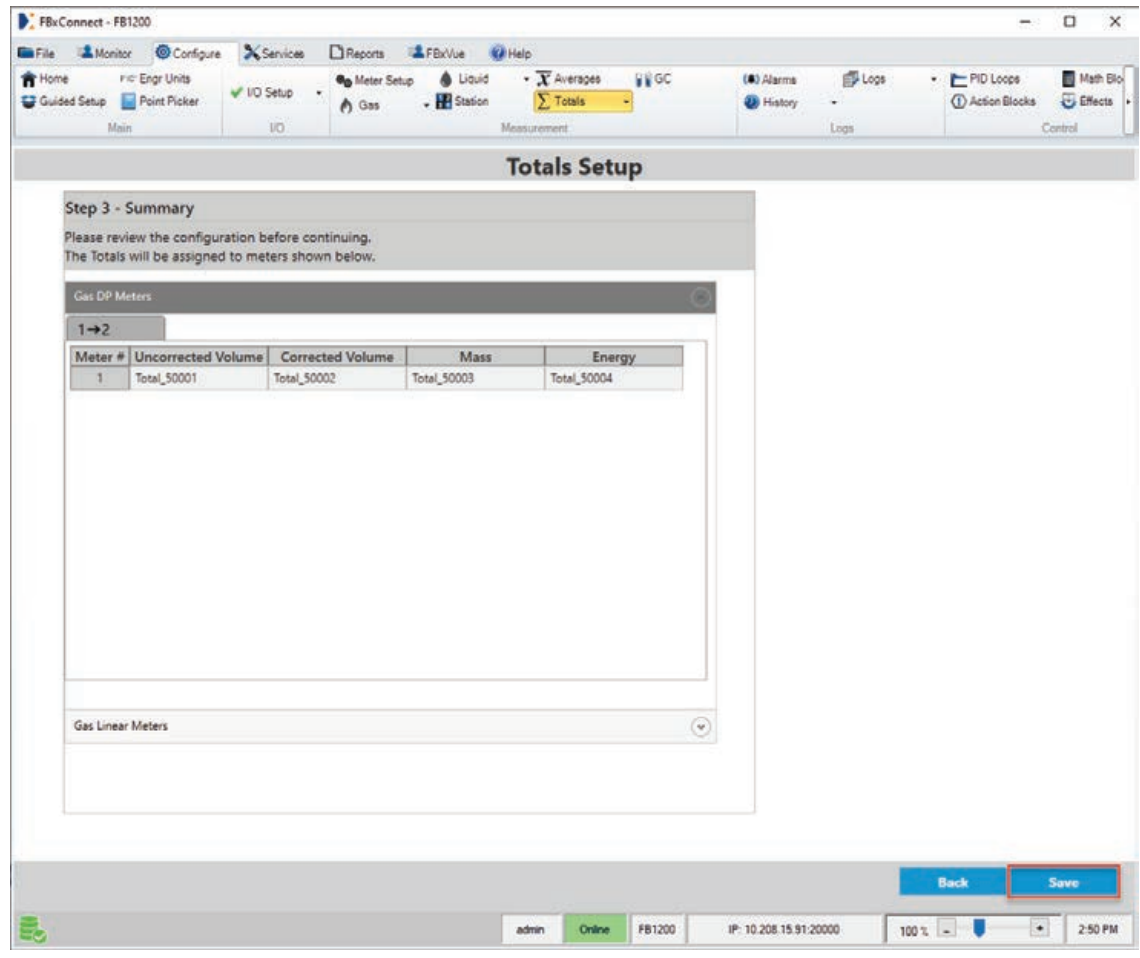 FBxConnect - FB1200
File Monitor Configure Services Reports FBxVue Help
Home Engr Units Meter Setup Liquid Averages GC Alarms Logs PID Loops Math Blo
I/O Setup
Guided Setup Point Picker Gas Station Totals History Action Blocks Effects
Main I/O Measurement Logs Control
Totals Setup
Step 3 - Summary
Please review the configuration before continuing.
The Totals will be assigned to meters shown below.
Gas DP Meters
1→2
Meter # Uncorrected Volume Corrected Volume Mass Energy
1 Total_50001 Total_50002 Total_50003 Total_50004
Gas Linear Meters
Back Save
admin Online FB1200 IP: 10.208.15.91:20000 100 % - + 2:50 PM